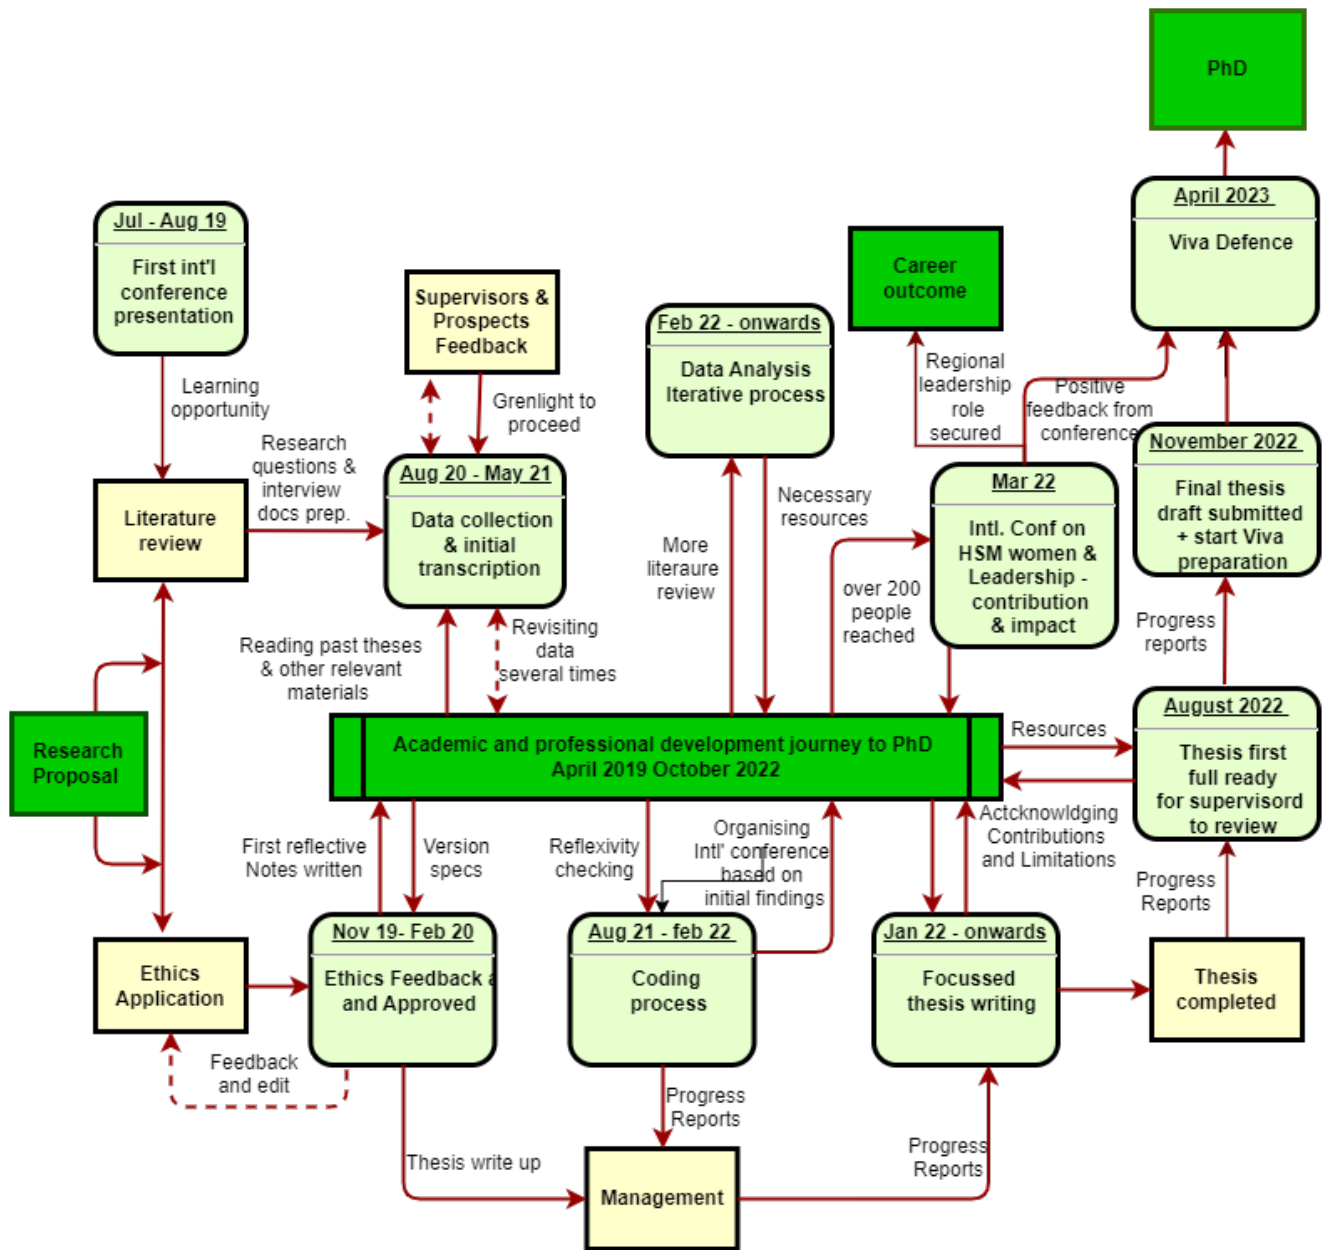 PhD
April 2023
Viva Defence
Jul - Aug 19
First int'l
conference
presentation
Career
outcome
Supervisors &
Prospects
Feedback
Feb 22 - onwards
Data Analysis
Iterative process
Learning
opportunity
Grenlight to
proceed
Regional
leadership
role
secured
Positive
feedback from
conference
Research
questions &
interview
docs prep.
Literature
review
Aug 20 - May 21
Data collection
& initial
transcription
Necessary
resources
More
literaure
review
Mar 22
Intl. Conf on
HSM women &
Leadership -
contribution
& impact
November 2022
Final thesis
draft submitted
+ start Viva
preparation
over 200
people
reached
Progress
reports
Reading past theses
& other relevant
materials
Revisiting
data
several times
Research
Proposal
Academic and professional development journey to PhD
April 2019 October 2022
Resources
August 2022
Thesis first
full ready
for supervisord
to review
First reflective
Notes written
Version
specs
Reflexivity
checking
Organising
Intl' conference
based on
initial findings
Actcknowldging
Contributions
and Limitations
Progress
Reports
Ethics
Application
Nov 19- Feb 20
Ethics Feedback a
and Approved
Aug 21 - feb 22
Coding
process
Jan 22 - onwards
Focussed
thesis writing
Thesis
completed
Feedback
and edit
Progress
Reports
Thesis write up
Management
Progress
Reports